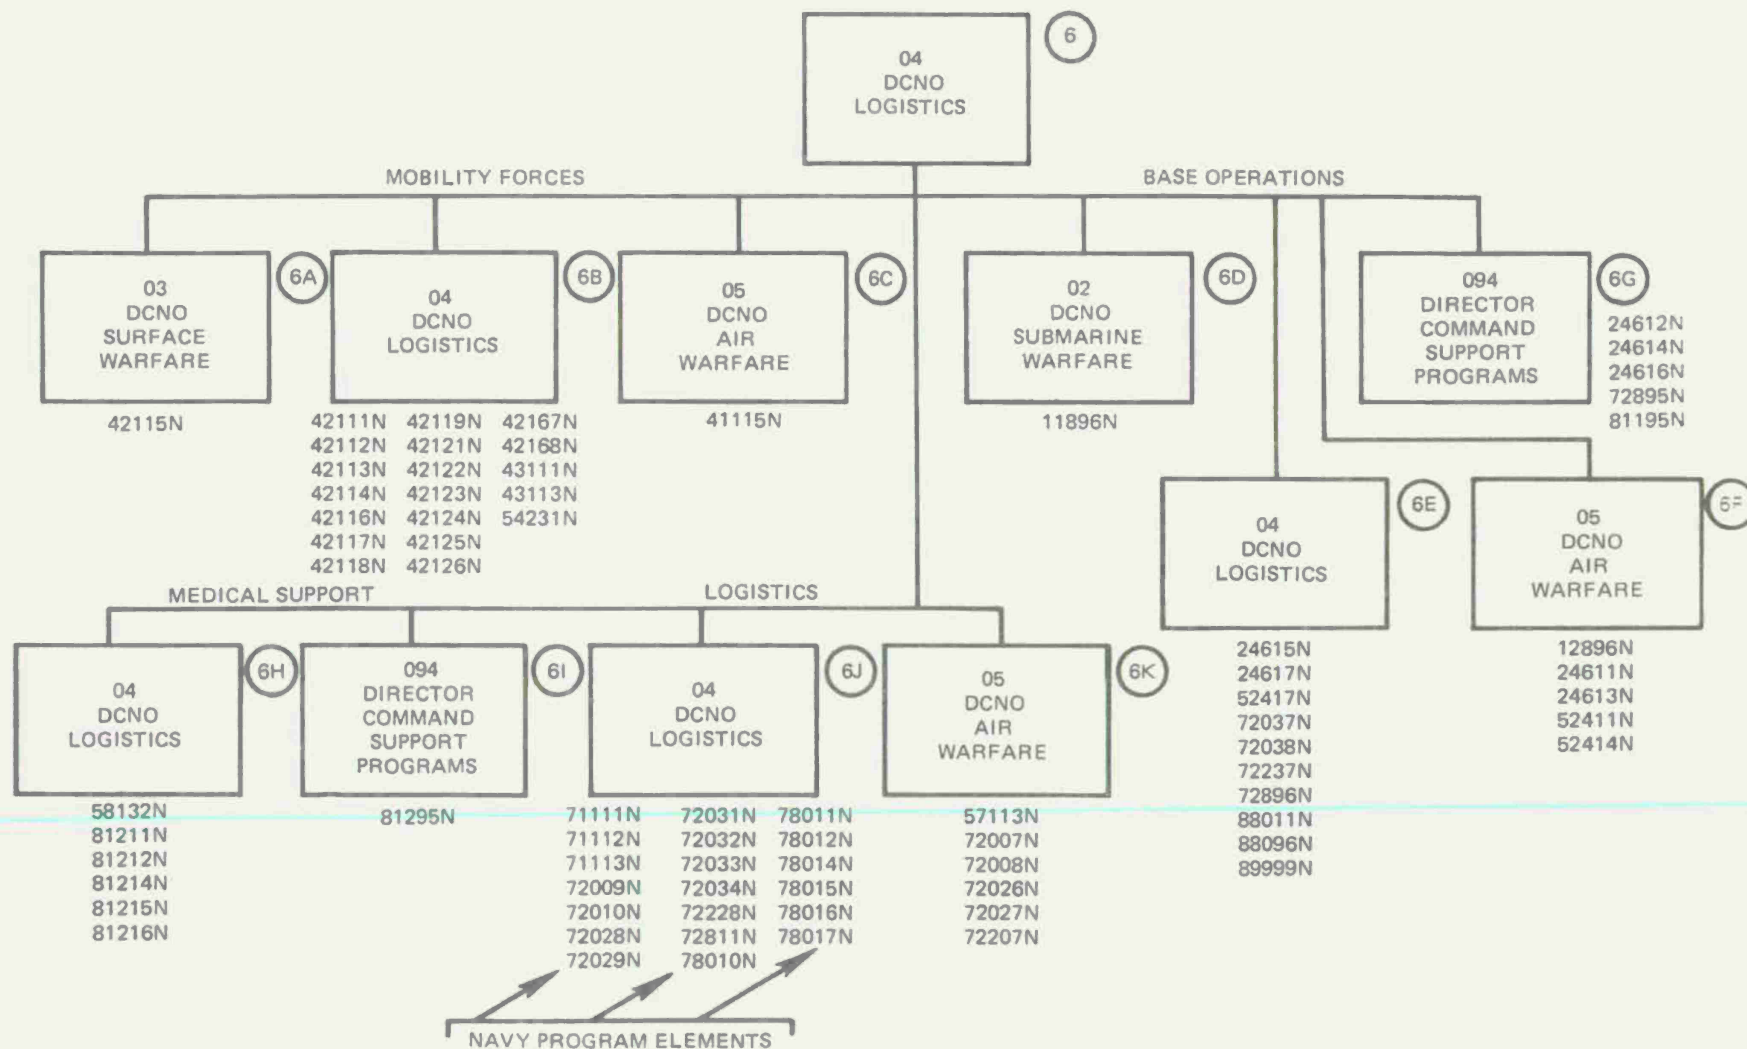 04
DCNO
LOGISTICS
6
MOBILITY FORCES
BASE OPERATIONS
03
DCNO
SURFACE
WARFARE
6A
42115N
04
DCNO
LOGISTICS
6B
42111N 42119N 42167N
42112N 42121N 42168N
42113N 42122N 43111N
42114N 42123N 43113N
42116N 42124N 54231N
42117N 42125N
42118N 42126N
05
DCNO
AIR
WARFARE
6C
41115N
02
DCNO
SUBMARINE
WARFARE
6D
11896N
094
DIRECTOR
COMMAND
SUPPORT
PROGRAMS
6G
24612N
24614N
24616N
72895N
81195N
04
DCNO
LOGISTICS
6E
24615N
24617N
52417N
72037N
72038N
72237N
72896N
88011N
88096N
89999N
05
DCNO
AIR
WARFARE
6F
12896N
24611N
24613N
52411N
52414N
MEDICAL SUPPORT
LOGISTICS
04
DCNO
LOGISTICS
6H
58132N
81211N
81212N
81214N
81215N
81216N
094
DIRECTOR
COMMAND
SUPPORT
PROGRAMS
6I
81295N
04
DCNO
LOGISTICS
6J
71111N 72031N 78011N
71112N 72032N 78012N
71113N 72033N 78014N
72009N 72034N 78015N
72010N 72228N 78016N
72028N 72811N 78017N
72029N 78010N
05
DCNO
AIR
WARFARE
6K
57113N
72007N
72008N
72026N
72027N
72207N
NAVY PROGRAM ELEMENTS